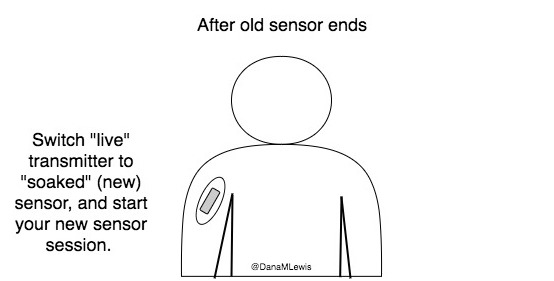 After old sensor ends
Switch "live"
transmitter to
"soaked" (new)
sensor, and start
your new sensor
session.
@DanaMLewis